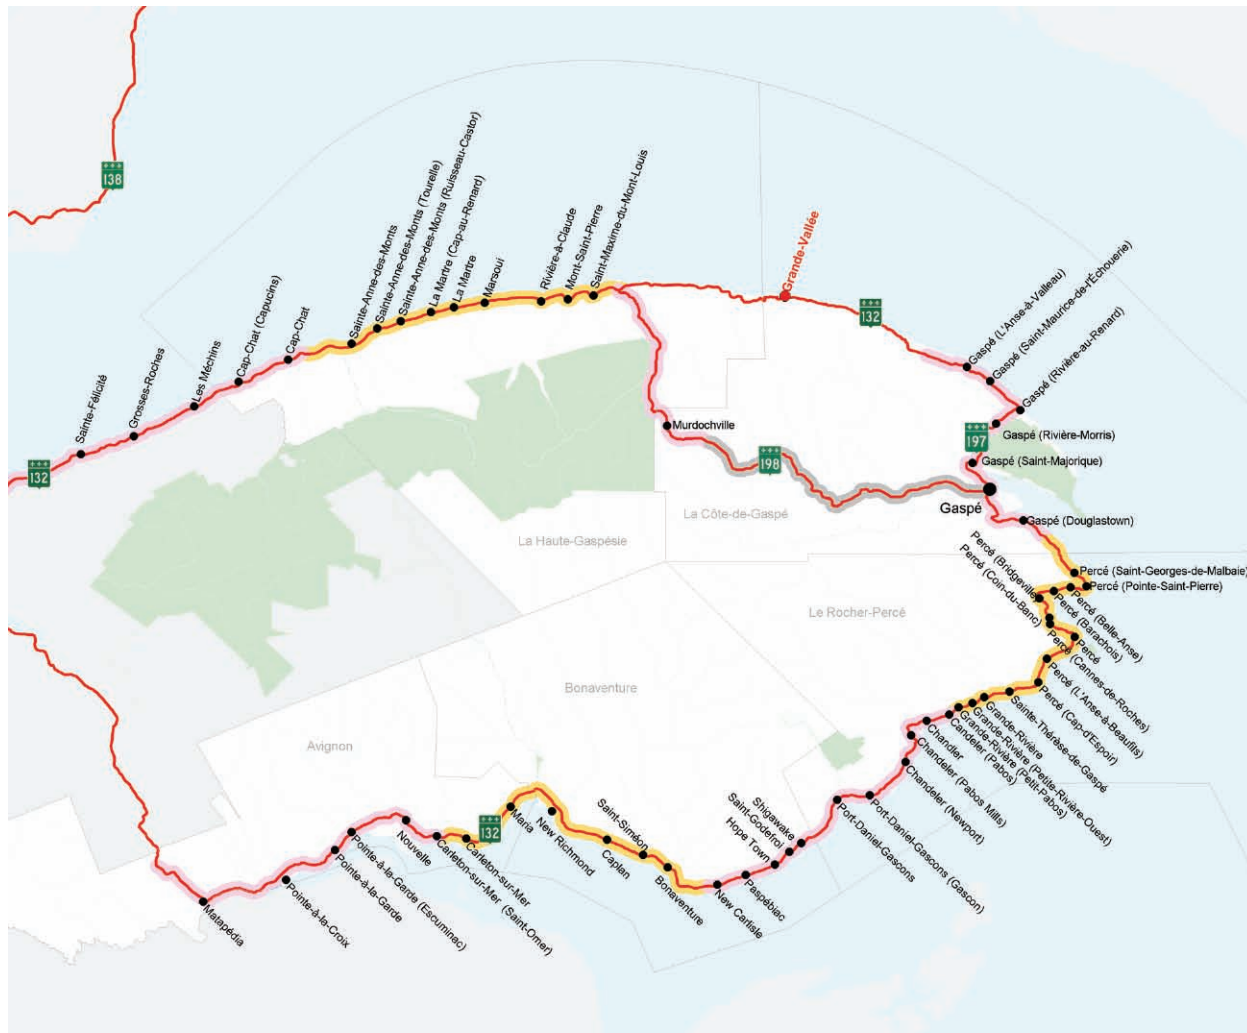 138
Sainte-Félicité
Grosses-Roches
Les Méchins
Cap-Chat (Capucins)
Cap-Chat
Sainte-Anne-des-Monts
Sainte-Anne-des-Monts (Tourelle)
Sainte-Anne-des-Monts (Ruisseau-Castor)
La Martre (Cap-au-Renard)
La Martre
Marsoui
Rivière-à-Claude
Mont-Saint-Pierre
Saint-Maxime-du-Mont-Louis
Grande-Vallée
132
Gaspé (L'Anse-à-Valleau)
Gaspé (Saint-Maurice-de-l'Échouerie)
Gaspé (Rivière-au-Renard)
Gaspé (Rivière-Morris)
197
Gaspé (Saint-Majorique)
132
Murdochville
198
Gaspé
La Côte-de-Gaspé
Gaspé (Douglastown)
La Haute-Gaspésie
Percé (Saint-Georges-de-Malbaie)
Percé (Pointe-Saint-Pierre)
Percé (Bridgeville)
Percé (Coin-du-Banc)
Percé (Belle-Anse)
Percé (Barachois)
Percé
Percé (Cannes-de-Roches)
Percé (L'Anse-à-Beaufils)
Percé (Cap-d'Espoir)
Le Rocher-Percé
Bonaventure
Avignon
Sainte-Thérèse-de-Gaspé
Grande-Rivière
Grande-Rivière (Petite-Rivière-Ouest)
Grande-Rivière (Petit-Pabos)
Candeler (Pabos)
Chandler
Chandeler (Pabos Mills)
Chandeler (Newport)
Port-Daniel-Gascons (Gascon)
Port-Daniel-Gascons
Shigawake
Saint-Godefroi
Hope Town
Paspébiac
New Carlisle
Bonaventure
Saint-Siméon
Caplan
New Richmond
Maria
132
Carleton-sur-Mer
Carleton-sur-Mer (Saint-Omer)
Nouvelle
Pointe-à-la-Garde (Escuminac)
Pointe-à-la-Garde
Pointe-à-la-Croix
Matapédia